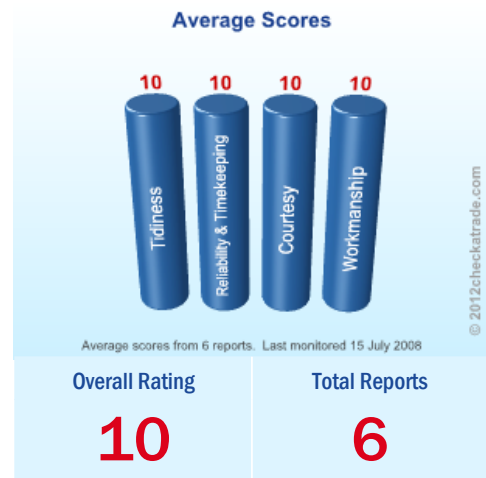 Average Scores
10 10 10 10
Tidiness
Reliability & Timekeeping
Courtesy
Workmanship
© 2012checkatrade.com
Average scores from 6 reports. Last monitored 15 July 2008
Overall Rating
10
Total Reports
6